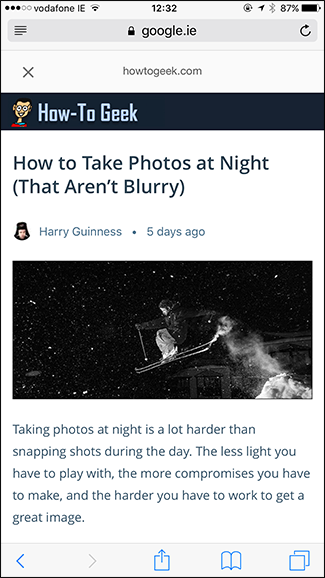 vodafone IE 12:32 87%
google.ie
howtogeek.com
How-To Geek
How to Take Photos at Night
(That Aren't Blurry)
Harry Guinness • 5 days ago
Taking photos at night is a lot harder than
snapping shots during the day. The less light you
have to play with, the more compromises you have
to make, and the harder you have to work to get a
great image.